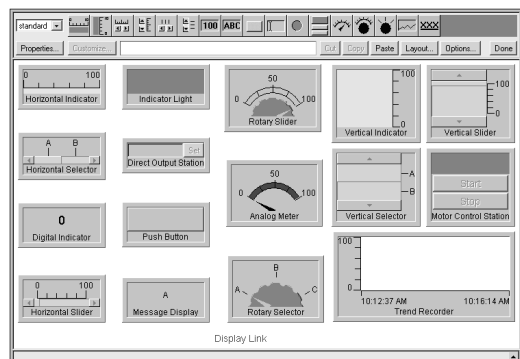 standard
100 ABC XXX
Properties... Customize... Cut Copy Paste Layout... Options... Done
0 100
Horizontal Indicator
Indicator Light
0 50 100
Rotary Slider
100
0
Vertical Indicator
100
0
Vertical Slider
A B
Horizontal Selector
Set
Direct Output Station
0 50 100
Analog Meter
A
B
Vertical Selector
Start
Stop
Motor Control Station
0
Digital Indicator
Push Button
0 100
Horizontal Slider
A
Message Display
A B C
Rotary Selector
100
0
10:12:37 AM 10:16:14 AM
Trend Recorder
Display Link